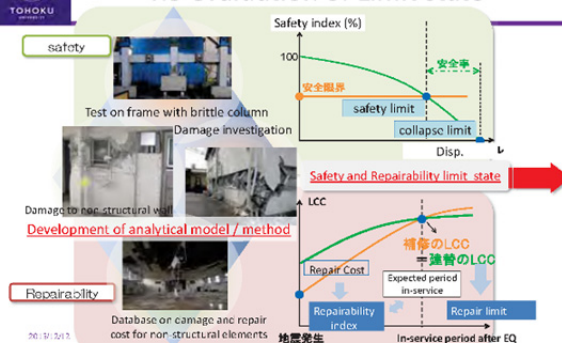 TOHOKU
Safety index (%)
safety
100
安全率
安全限界
safety limit
collapse limit
Disp.
Test on frame with brittle column
Damage investigation
Safety and Repairability limit state
Damage to non-structural wall
Development of analytical model / method
LCC
補修のLCC
＝建替のLCC
Repair Cost
Expected period
in-service
Repairability
Repairability
index
Repair limit
Database on damage and repair
cost for non-structural elements
地震発生
In-service period after EQ